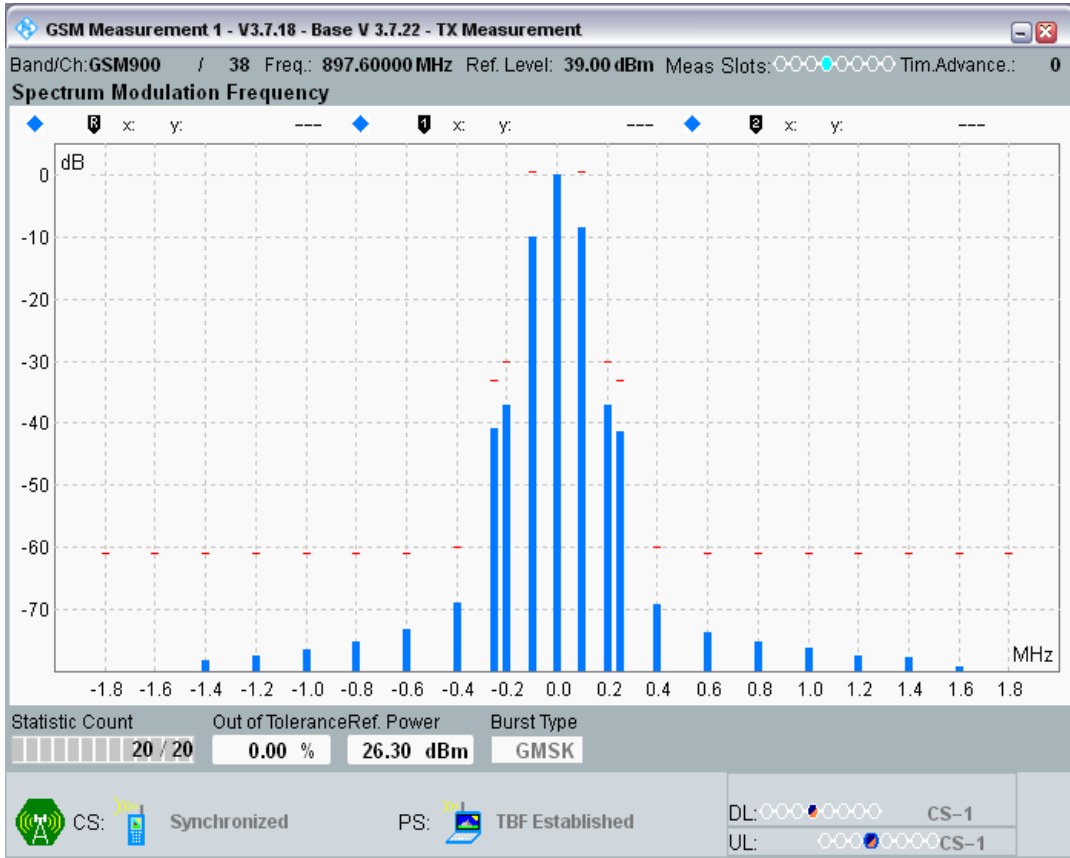 GSM Measurement 1 - V3.7.18 - Base V 3.7.22 - TX Measurement
Band/Ch:GSM900 / 38 Freq.: 897.60000 MHz Ref. Level: 39.00 dBm Meas Slots: Tim.Advance.: 0
Spectrum Modulation Frequency
R x: y: --- 1 x: y: --- 2 x: y: ---
dB
0
-10
-20
-30
-40
-50
-60
-70
MHz
-1.8 -1.6 -1.4 -1.2 -1.0 -0.8 -0.6 -0.4 -0.2 0.0 0.2 0.4 0.6 0.8 1.0 1.2 1.4 1.6 1.8
Statistic Count Out of Tolerance Ref. Power Burst Type
20 / 20 0.00 % 26.30 dBm GMSK
CS: Synchronized PS: TBF Established DL: CS-1
UL: CS-1